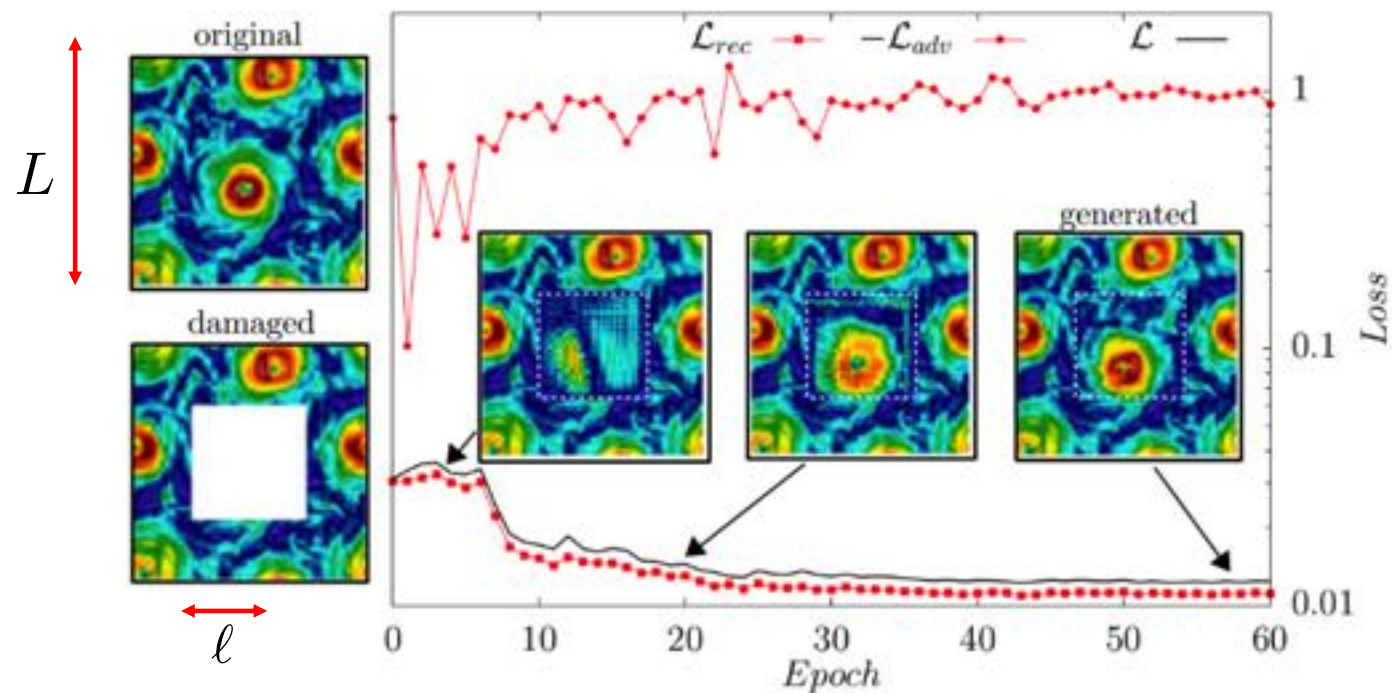 original
L
damaged
ℓ
ℒrec −ℒadv ℒ
generated
1
0.1
0.01
Loss
0 10 20 30 40 50 60
Epoch